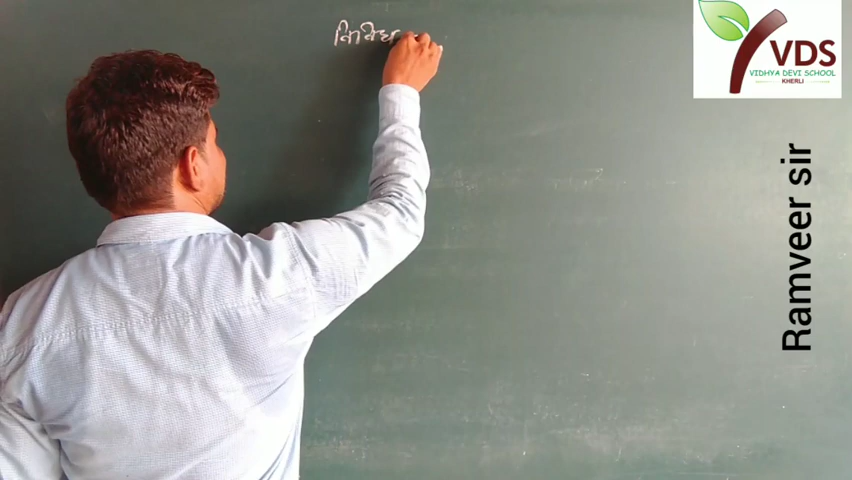 निविध
VDS
VIDHYA DEVI SCHOOL
KHERLI
Ramveer sir